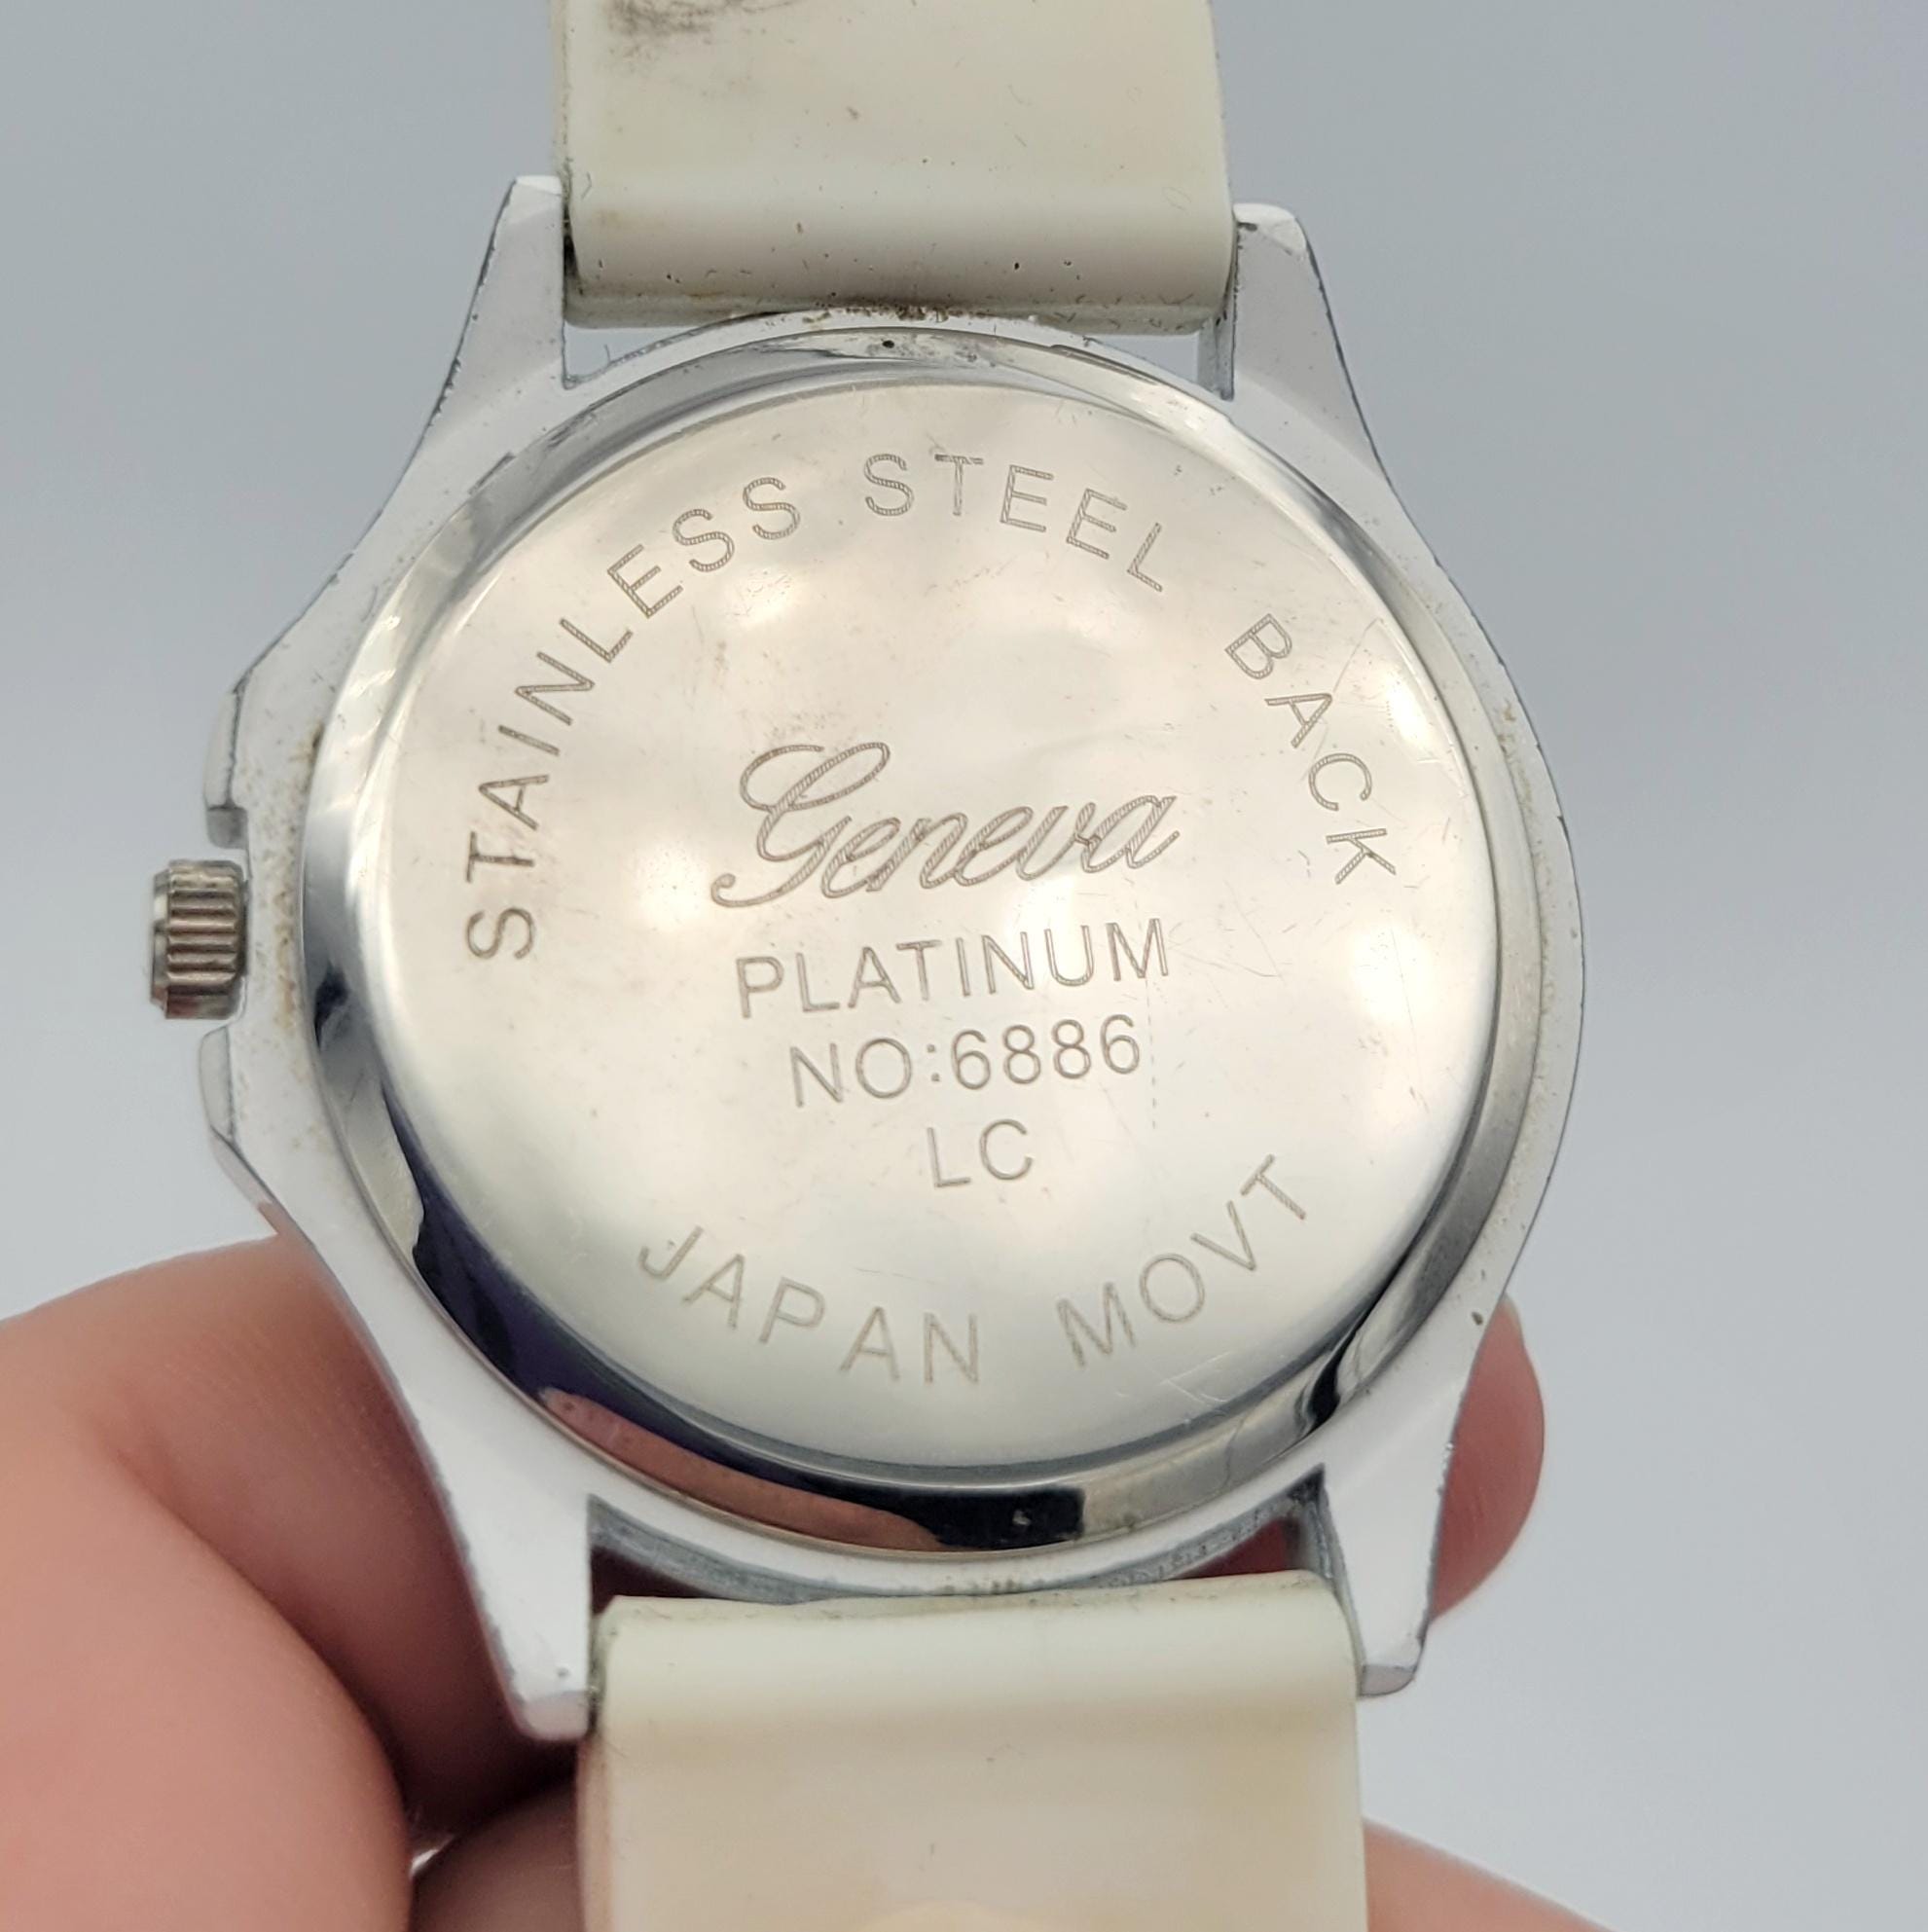 STAINLESS STEEL BACK
Geneva
PLATINUM
NO:6886
LC
JAPAN MOVT